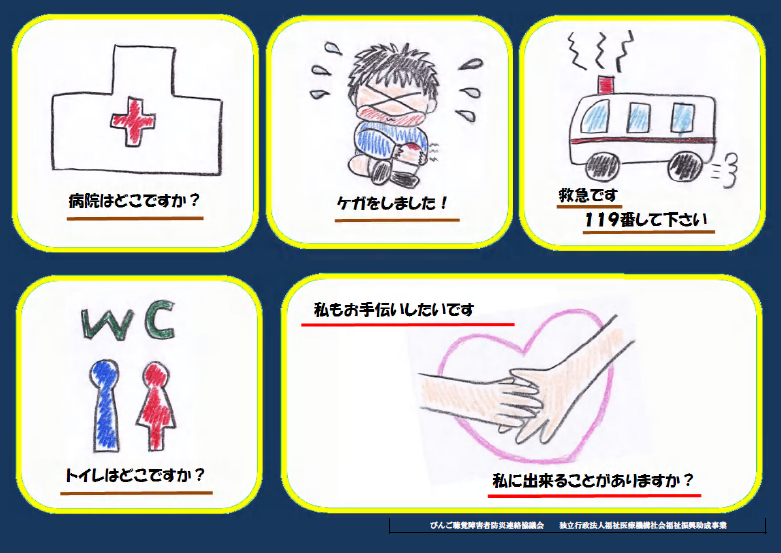 病院はどこですか？
ケガをしました！
救急です
119番して下さい
WC
トイレはどこですか？
私もお手伝いしたいです
私に出来ることがありますか？
びんご聴覚障害者防災連絡協議会　独立行政法人福祉医療機構社会福祉振興助成事業